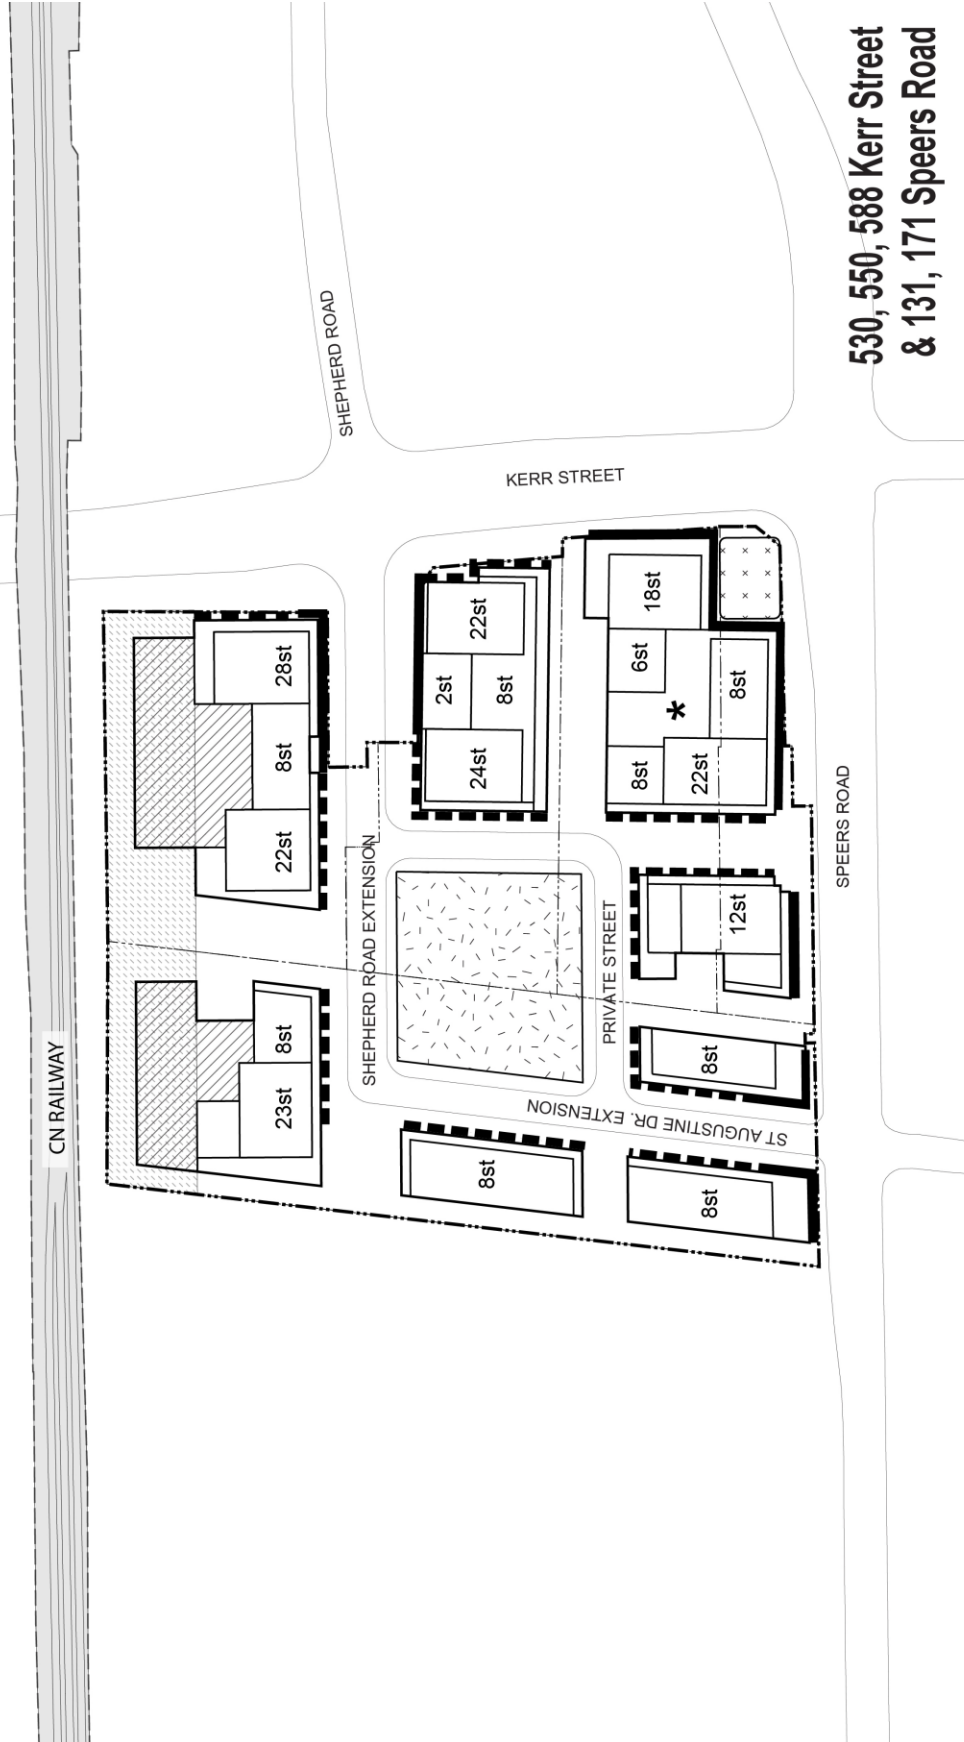 530, 550, 588 Kerr Street
& 131, 171 Speers Road
CN RAILWAY
SHEPHERD ROAD
KERR STREET
SHEPHERD ROAD EXTENSION
PRIVATE STREET
ST AUGUSTINE DR. EXTENSION
SPEERS ROAD
23st
8st
22st
8st
28st
24st
2st
8st
22st
8st
22st
6st
*
8st
18st
12st
8st
8st
8st